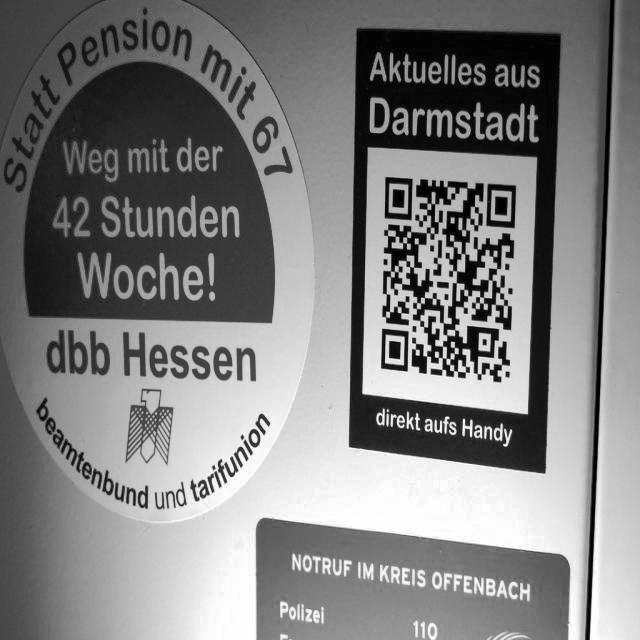 Statt Pension mit 67
Weg mit der
42 Stunden
Woche!
dbb Hessen
beamtenbund und tarifunion
Aktuelles aus
Darmstadt
direkt aufs Handy
NOTRUF IM KREIS OFFENBACH
Polizei 110